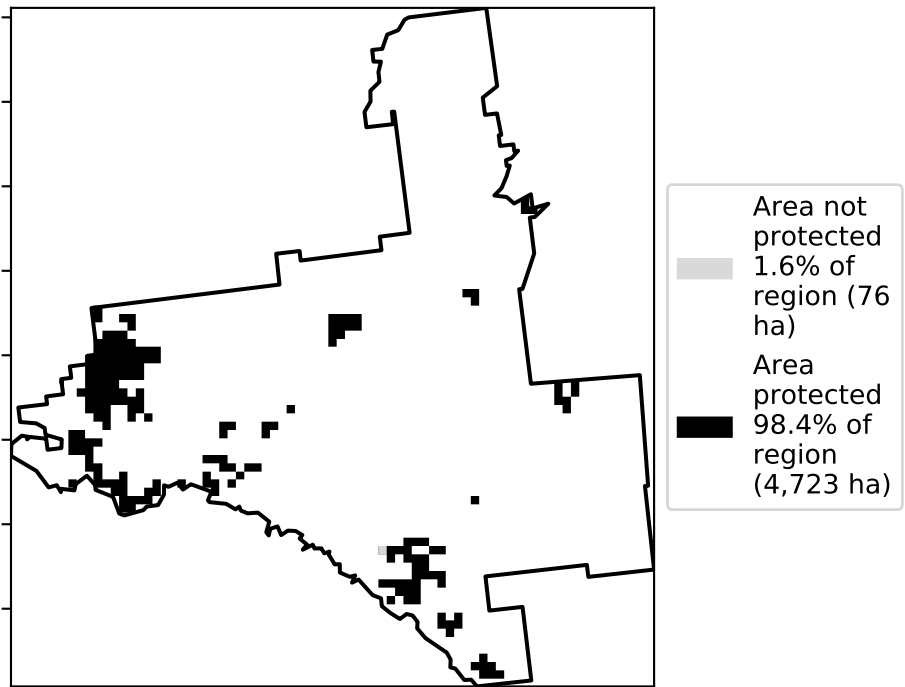 Area not
protected
1.6% of
region (76
ha)
Area
protected
98.4% of
region
(4,723 ha)